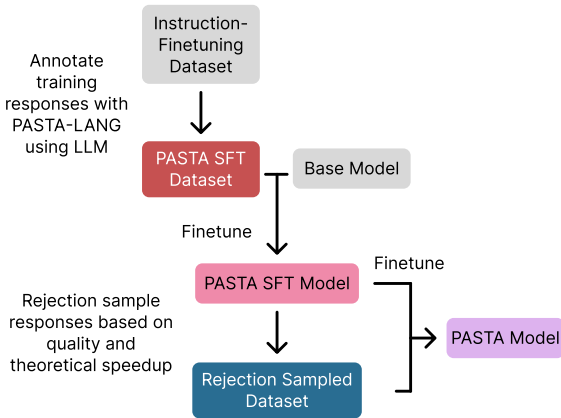 Instruction-
Finetuning
Dataset
Annotate
training
responses with
PASTA-LANG
using LLM
PASTA SFT
Dataset
Base Model
Finetune
PASTA SFT Model
Finetune
Rejection sample
responses based on
quality and
theoretical speedup
PASTA Model
Rejection Sampled
Dataset